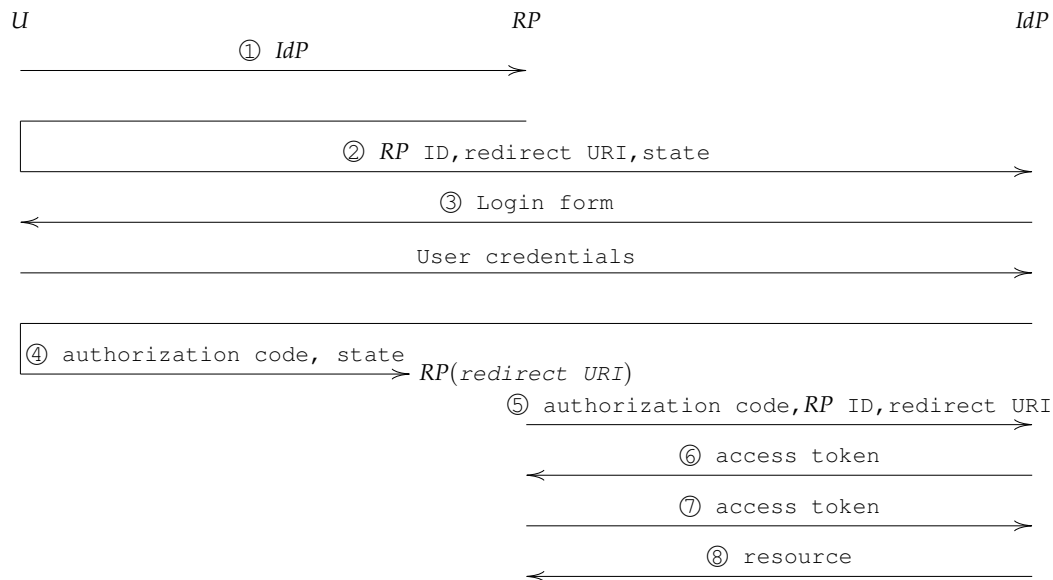 U RP IdP
① IdP
② RP ID,redirect URI,state
③ Login form
User credentials
④ authorization code, state
RP(redirect URI)
⑤ authorization code,RP ID,redirect URI
⑥ access token
⑦ access token
⑧ resource